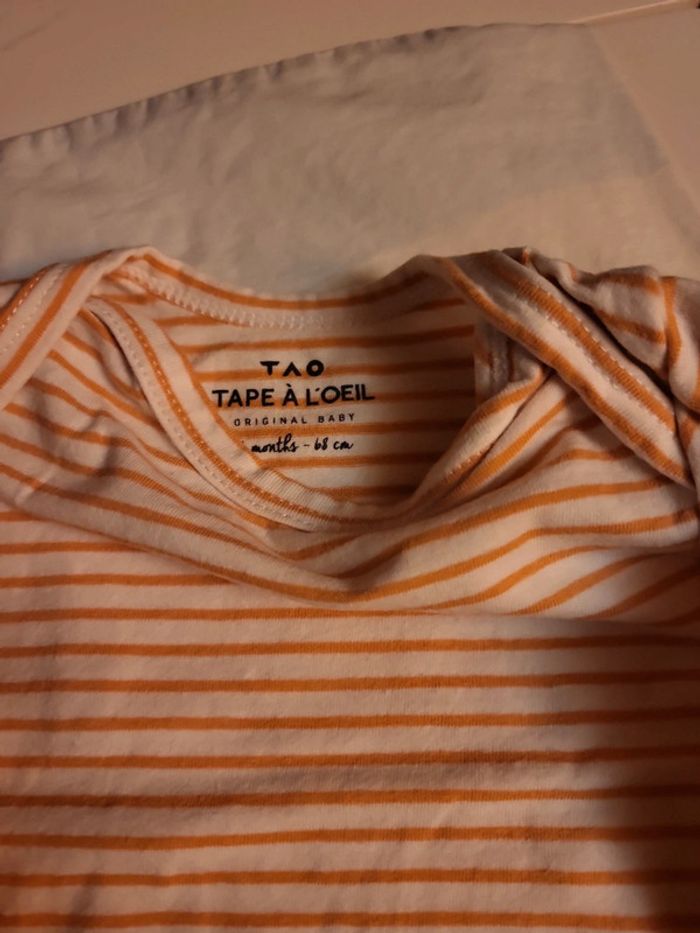 TAO
TAPE À L'OEIL
ORIGINAL BABY
months - 68 cm